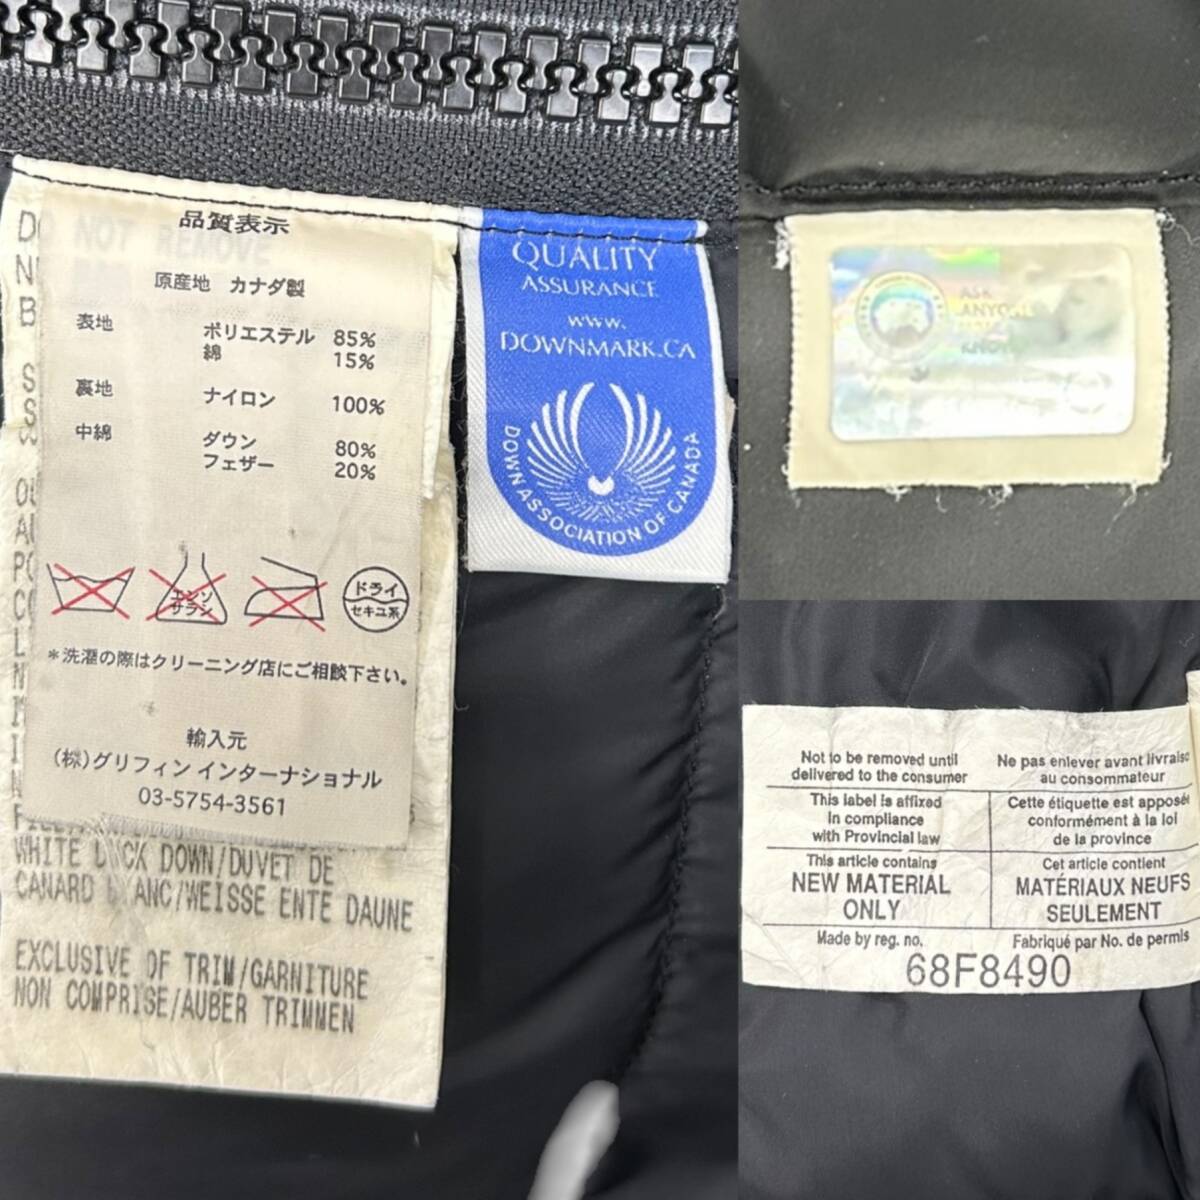 品質表示
原産地 カナダ製
表地 ポリエステル 85%
綿 15%
裏地 ナイロン 100%
中綿 ダウン 80%
フェザー 20%
エンソ
サラシ
ドライ
セキユ系
*洗濯の際はクリーニング店にご相談下さい。
輸入元
(株)グリフィン インターナショナル
03-5754-3561
NOT REMOVE
WHITE DUCK DOWN/DUVET DE
CANARD BLANC/WEISSE ENTE DAUNE
EXCLUSIVE OF TRIM/GARNITURE
NON COMPRISE/AUBER TRIMMEN
QUALITY
ASSURANCE
www.
DOWNMARK.CA
DOWN ASSOCIATION OF CANADA
ASK
Not to be removed until
delivered to the consumer
Ne pas enlever avant livraiso
au consommateur
This label is affixed
in compliance
with Provincial law
Cette étiquette est apposée
conformément à la loi
de la province
This article contains
NEW MATERIAL
ONLY
Cet article contient
MATÉRIAUX NEUFS
SEULEMENT
Made by reg. no.
Fabriqué par No. de permis
68F8490